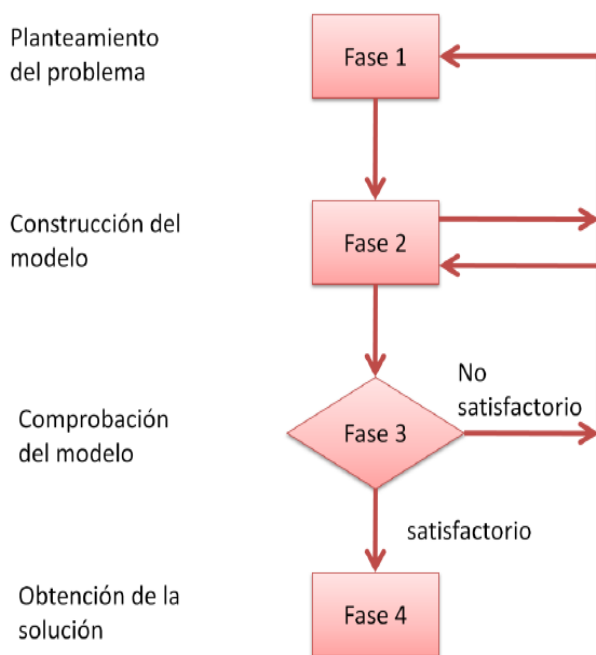 Planteamiento
del problema
Fase 1
Construcción del
modelo
Fase 2
No
satisfactorio
Comprobación
del modelo
Fase 3
satisfactorio
Obtención de la
solución
Fase 4